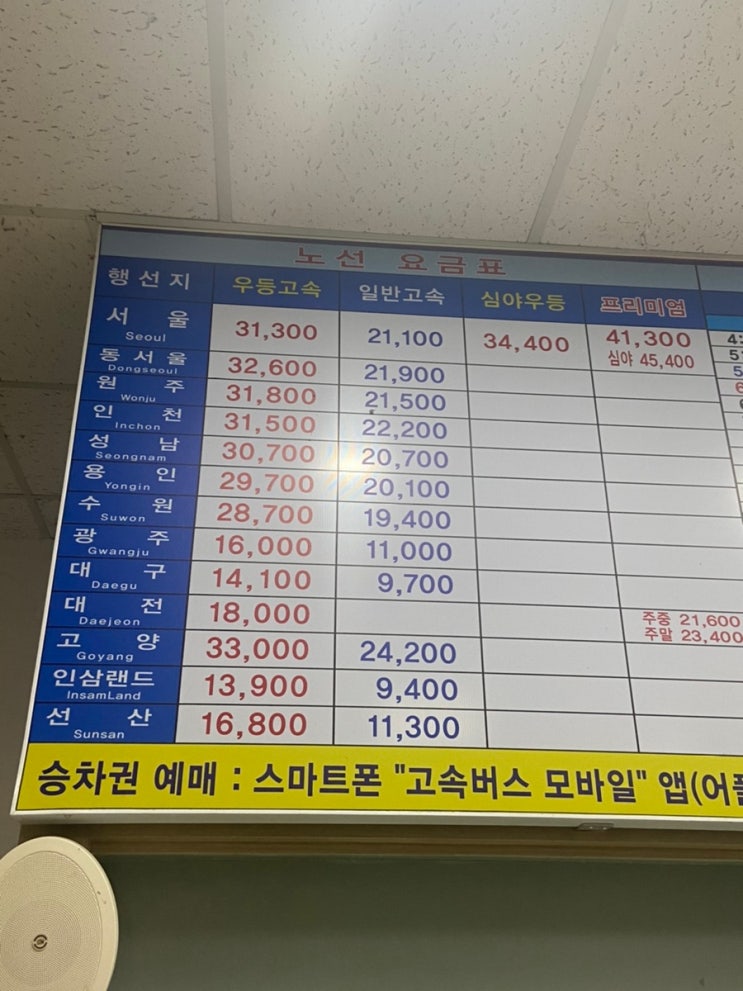 노선 요금표
행선지 우등고속 일반고속 심야우등 프리미엄
서울 Seoul 31,300 21,100 34,400 41,300 심야 45,400
동서울 Dongseoul 32,600 21,900
원주 Wonju 31,800 21,500
인천 Inchon 31,500 22,200
성남 Seongnam 30,700 20,700
용인 Yongin 29,700 20,100
수원 Suwon 28,700 19,400
광주 Gwangju 16,000 11,000
대구 Daegu 14,100 9,700
대전 Daejeon 18,000 주중 21,600 주말 23,400
고양 Goyang 33,000 24,200
인삼랜드 InsamLand 13,900 9,400
선산 Sunsan 16,800 11,300
승차권 예매 : 스마트폰 "고속버스 모바일" 앱(어플